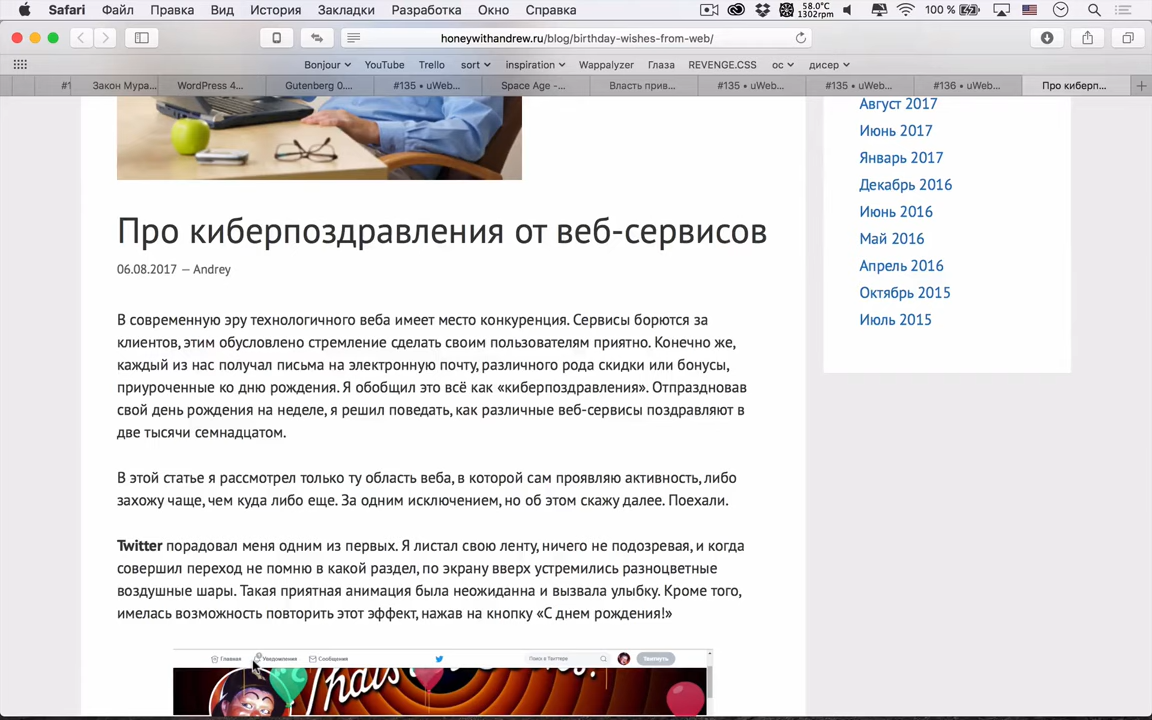 Safari Файл Правка Вид История Закладки Разработка Окно Справка 58.0°C 1302rpm 100 %
honeywithandrew.ru/blog/birthday-wishes-from-web/
Bonjour YouTube Trello sort inspiration Wappalyzer Глаза REVENGE.CSS ос дисер
#1 Закон Мура... WordPress 4... Gutenberg 0.... #135 • uWeb... Space Age -... Власть прив... #135 • uWeb... #135 • uWeb... #136 • uWeb... Про киберп...
Август 2017
Июнь 2017
Январь 2017
Декабрь 2016
Июнь 2016
Май 2016
Апрель 2016
Октябрь 2015
Июль 2015
Про киберпоздравления от веб-сервисов
06.08.2017 — Andrey
В современную эру технологичного веба имеет место конкуренция. Сервисы борются за
клиентов, этим обусловлено стремление сделать своим пользователям приятно. Конечно же,
каждый из нас получал письма на электронную почту, различного рода скидки или бонусы,
приуроченные ко дню рождения. Я обобщил это всё как «киберпоздравления». Отпраздновав
свой день рождения на неделе, я решил поведать, как различные веб-сервисы поздравляют в
две тысячи семнадцатом.
В этой статье я рассмотрел только ту область веба, в которой сам проявляю активность, либо
захожу чаще, чем куда либо еще. За одним исключением, но об этом скажу далее. Поехали.
Twitter порадовал меня одним из первых. Я листал свою ленту, ничего не подозревая, и когда
совершил переход не помню в какой раздел, по экрану вверх устремились разноцветные
воздушные шары. Такая приятная анимация была неожиданна и вызвала улыбку. Кроме того,
имелась возможность повторить этот эффект, нажав на кнопку «С днем рождения!»
Главная Уведомления Сообщения Поиск в Твиттере Твитнуть
That's